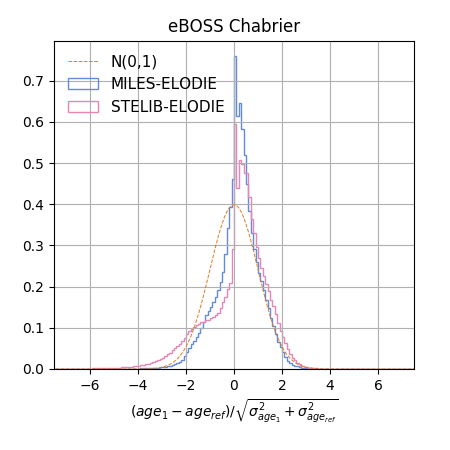 eBOSS Chabrier
N(0,1)
MILES-ELODIE
STELIB-ELODIE
0.7
0.6
0.5
0.4
0.3
0.2
0.1
0.0
−6 −4 −2 0 2 4 6
(age₁ − age_ref)/√σ²_age₁ + σ²_age_ref